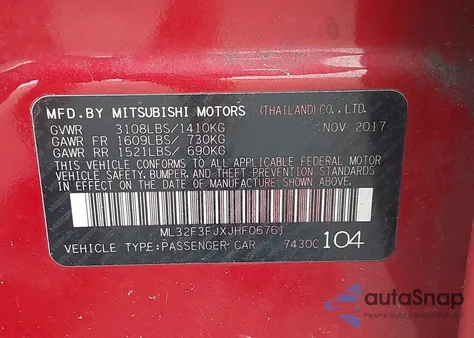 MFD.BY MITSUBISHI MOTORS (THAILAND)CO.,LTD.
GVWR 3108LBS/1410KG NOV 2017
GAWR FR 1609LBS/ 730KG
GAWR RR 1521LBS/ 690KG
THIS VEHICLE CONFORMS TO ALL APPLICABLE FEDERAL MOTOR
VEHICLE SAFETY, BUMPER, AND THEFT PREVENTION STANDARDS
IN EFFECT ON THE DATE OF MANUFACTURE SHOWN ABOVE.
ML32F3FJXJHF06761
VEHICLE TYPE:PASSENGER CAR 7430C 104
autoSnap